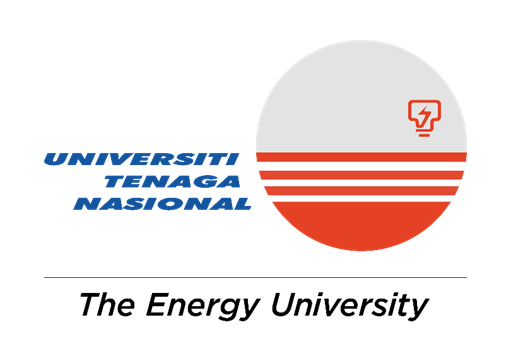 UNIVERSITI
TENAGA
NASIONAL
The Energy University